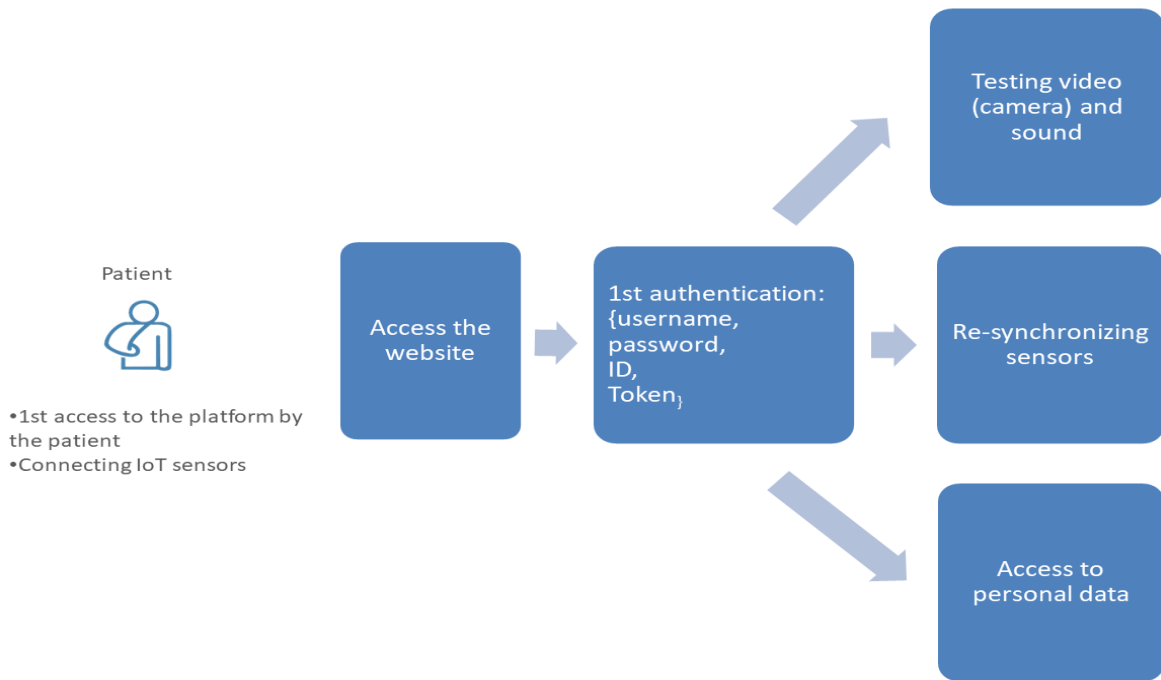 Patient
•1st access to the platform by
the patient
•Connecting IoT sensors
Access the
website
1st authentication:
{username,
password,
ID,
Token}
Testing video
(camera) and
sound
Re-synchronizing
sensors
Access to
personal data